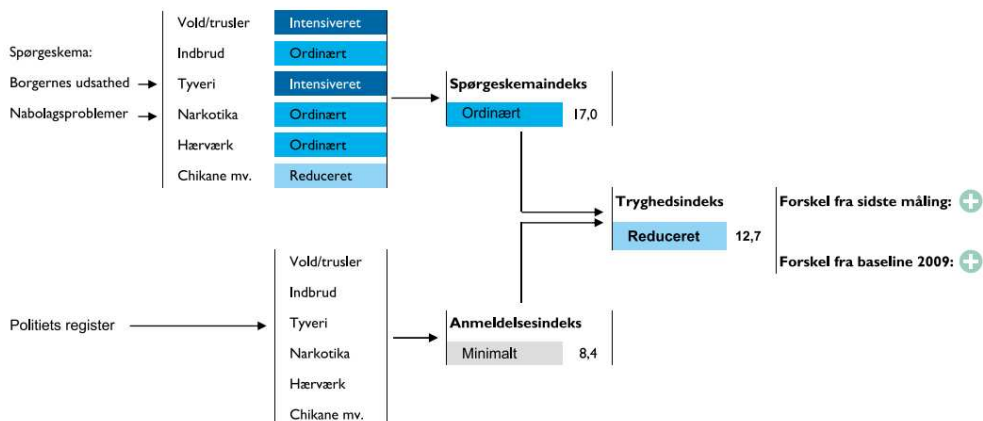 Vold/trusler Intensiveret
Spørgeskema: Indbrud Ordinært
Borgernes udsathed Tyveri Intensiveret
Nabolagsproblemer Narkotika Ordinært
Hærværk Ordinært
Chikane mv. Reduceret
Spørgeskemaindeks
Ordinært 17,0
Tryghedsindeks
Reduceret 12,7
Forskel fra sidste måling:
Forskel fra baseline 2009:
Politiets register
Vold/trusler
Indbrud
Tyveri
Narkotika
Hærværk
Chikane mv.
Anmeldelsesindeks
Minimalt 8,4